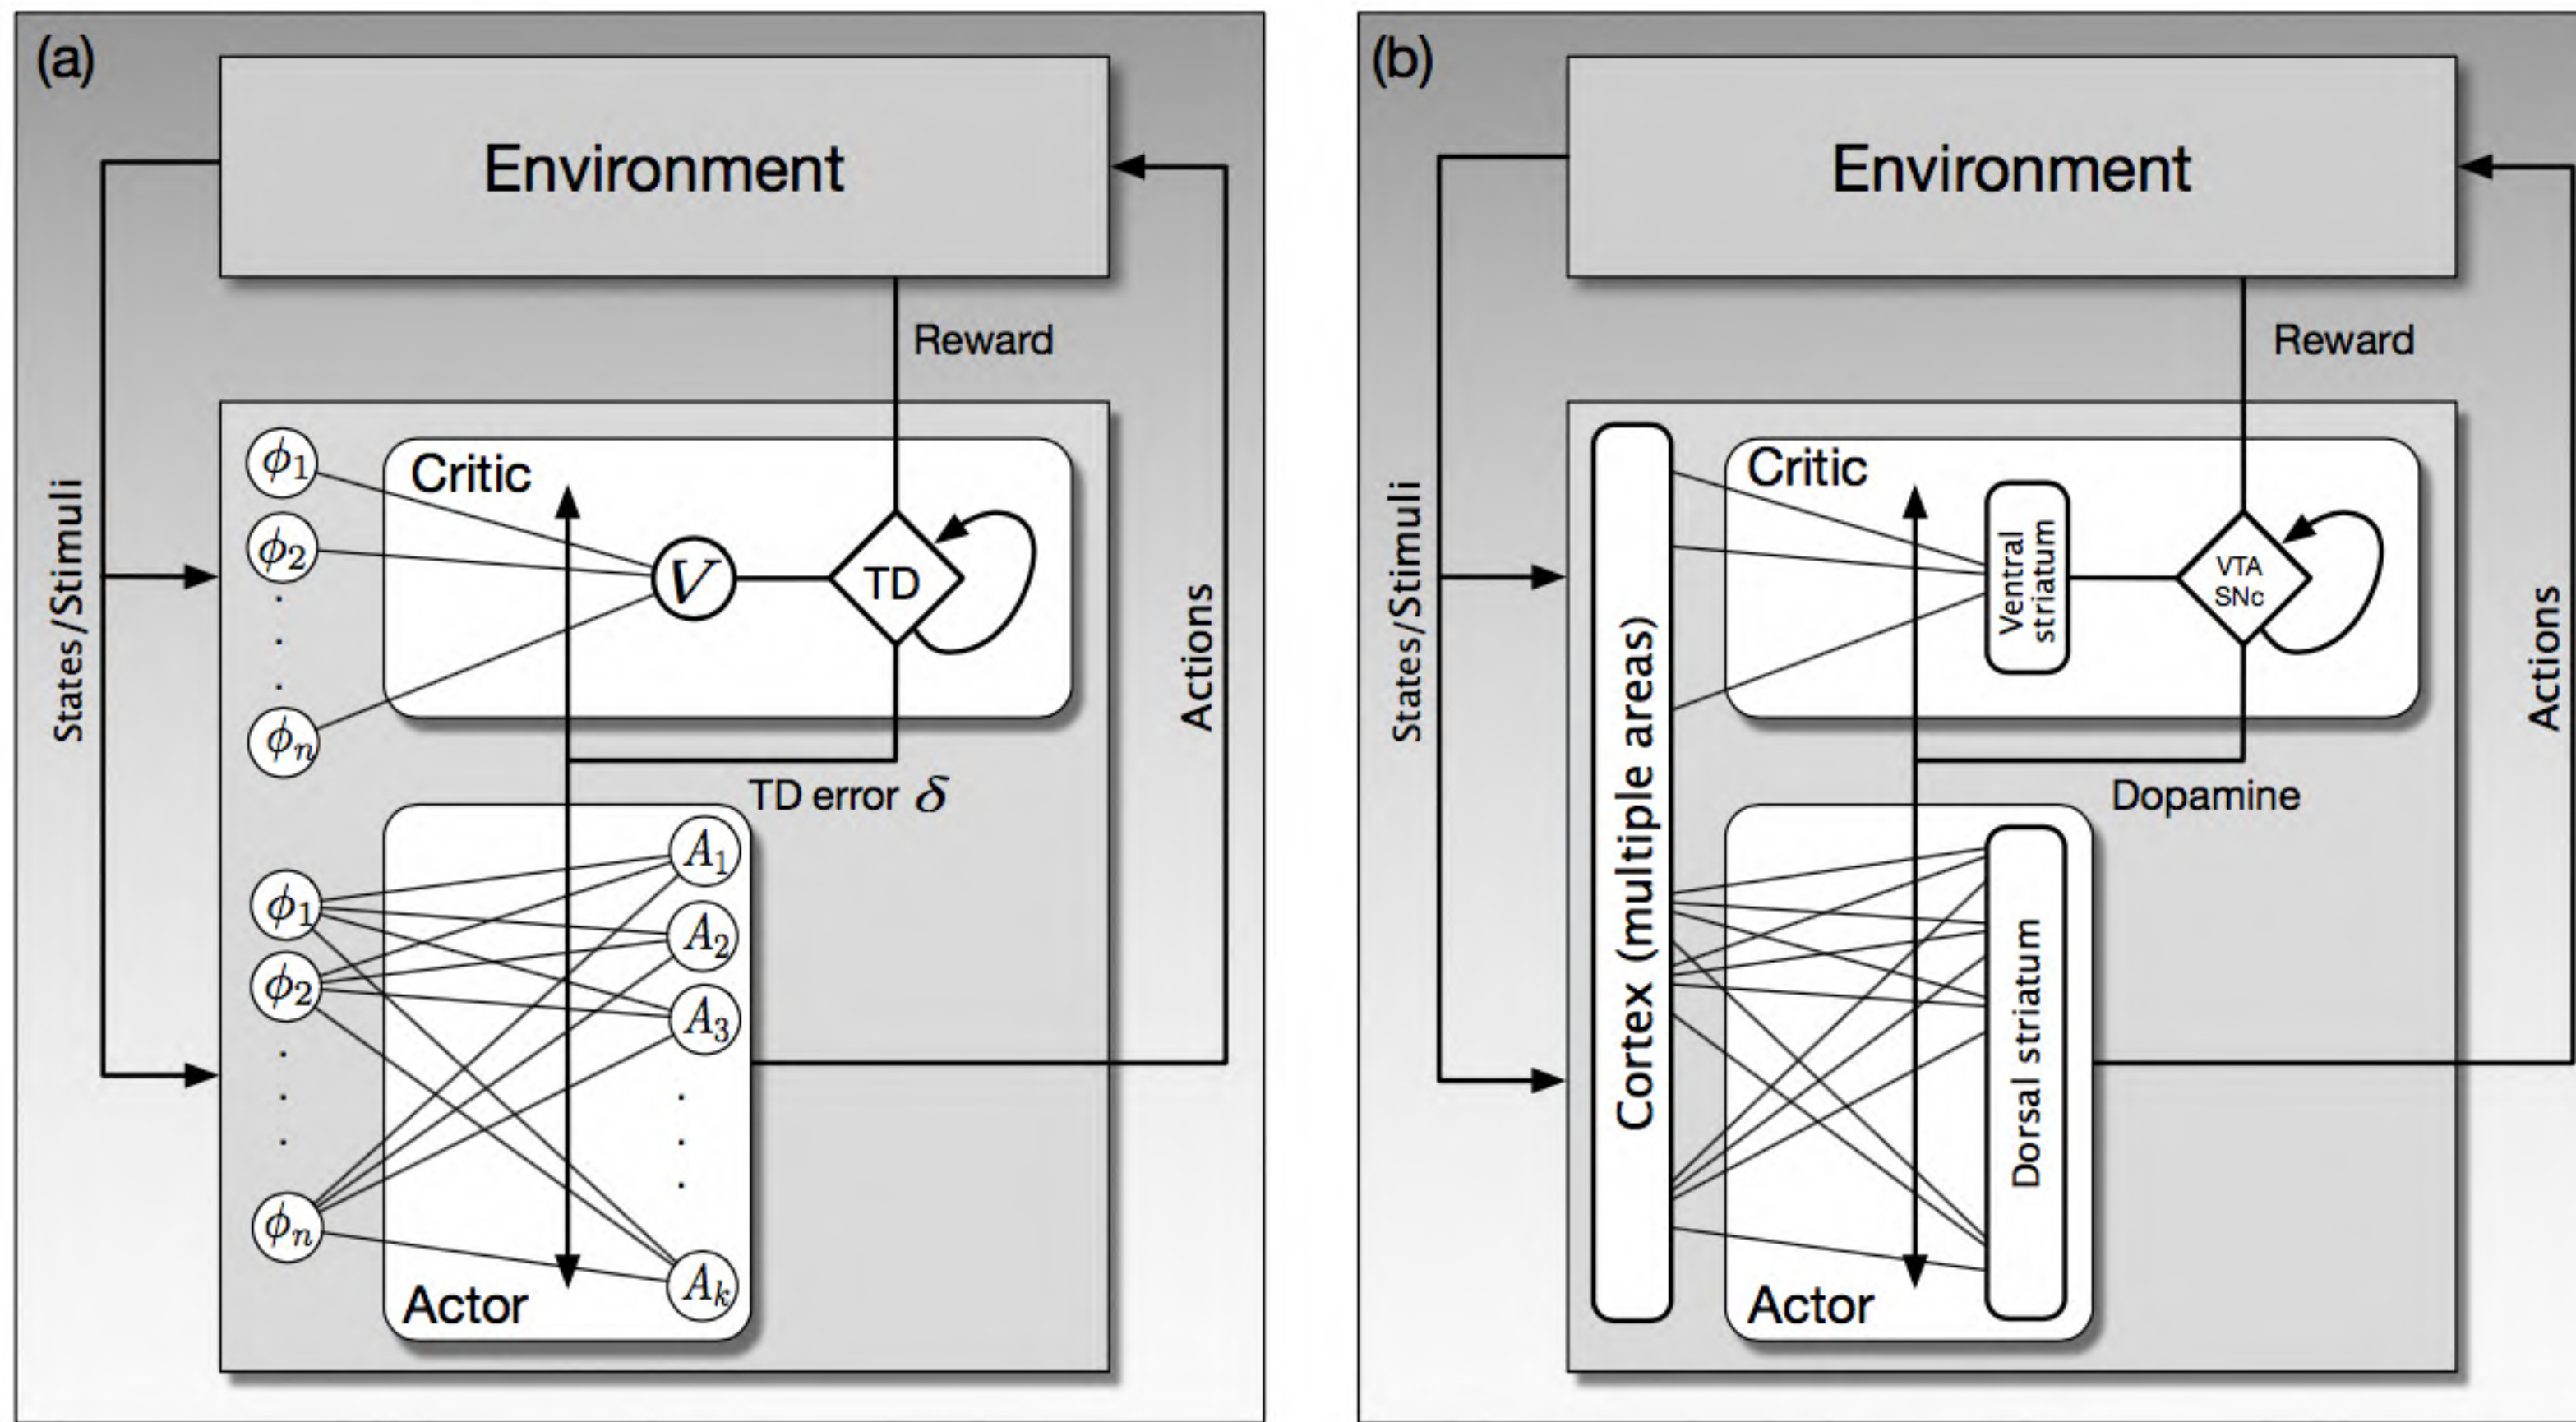 (a)
Environment
Reward
States/Stimuli
Actions
ϕ1
ϕ2
ϕn
Critic
V
TD
TD error δ
ϕ1
ϕ2
ϕn
A1
A2
A3
Ak
Actor
(b)
Environment
Reward
States/Stimuli
Actions
Cortex (multiple areas)
Critic
Ventral
striatum
VTA
SNc
Dopamine
Dorsal striatum
Actor